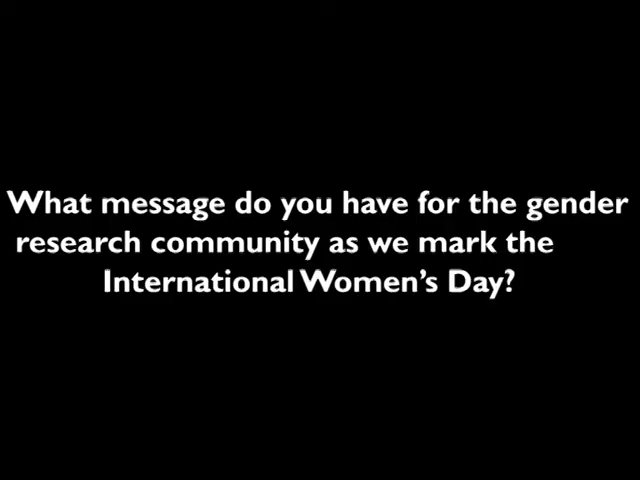 What message do you have for the gender
research community as we mark the
International Women’s Day?